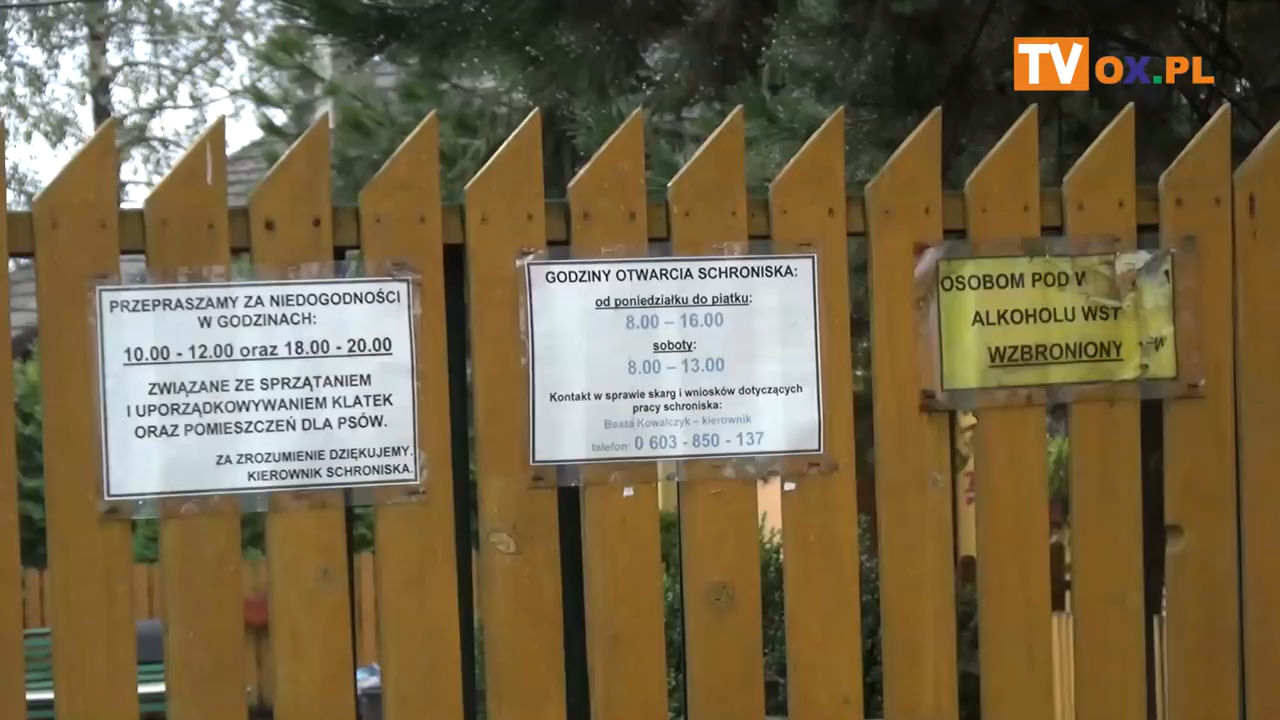 TVOX.PL
PRZEPRASZAMY ZA NIEDOGODNOŚCI
W GODZINACH:
10.00 - 12.00 oraz 18.00 - 20.00
ZWIĄZANE ZE SPRZĄTANIEM
I UPORZĄDKOWYWANIEM KLATEK
ORAZ POMIESZCZEŃ DLA PSÓW.
ZA ZROZUMIENIE DZIĘKUJEMY.
KIEROWNIK SCHRONISKA.
GODZINY OTWARCIA SCHRONISKA:
od poniedziałku do piatku:
8.00 – 16.00
soboty:
8.00 – 13.00
Kontakt w sprawie skarg i wniosków dotyczących
pracy schroniska:
Beata Kowalczyk – kierownik
telefon: 0 603 - 850 - 137
OSOBOM POD
ALKOHOLU WST
WZBRONIONY